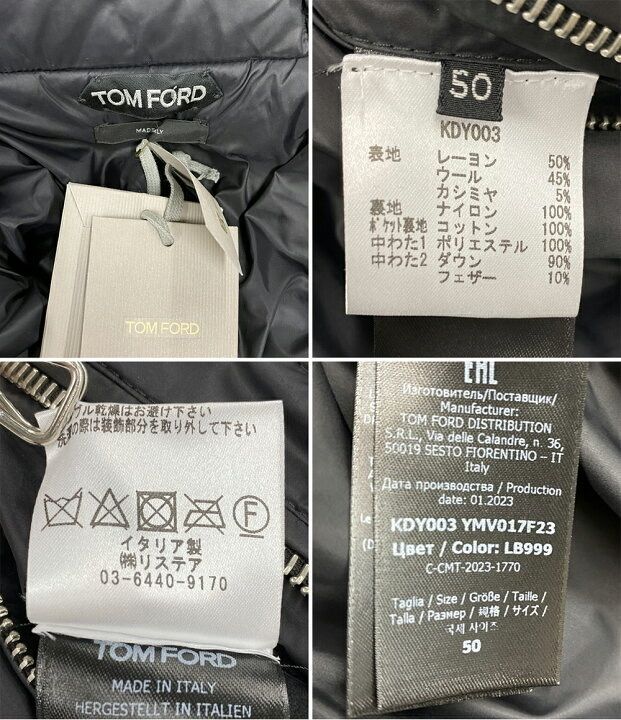 TOM FORD
MADE
LY
TOM FORD
50
KDY003
表地 レーヨン 50%
ウール 45%
カシミヤ 5%
裏地 ナイロン 100%
ﾎﾟｹｯﾄ裏地 コットン 100%
中わた1 ポリエステル 100%
中わた2 ダウン 90%
フェザー 10%
ブル乾燥はお避け下さい
の際は装飾部分を取り外して下さい
F
イタリア製
㈱リステア
03-6440-9170
TOM FORD
MADE IN ITALY
HERGESTELLT IN ITALIEN
EAC
Изготовитель/Поставщик/
Manufacturer:
TOM FORD DISTRIBUTION
S.R.L., Via delle Calandre, n. 36,
50019 SESTO FIORENTINO – IT
Italy
Дата производства / Production
date: 01.2023
KDY003 YMV017F23
Цвет / Color: LB999
C-CMT-2023-1770
Taglia / Size / Größe / Taille /
Talla / Размер / 规格 / サイズ /
국제 사이즈
50